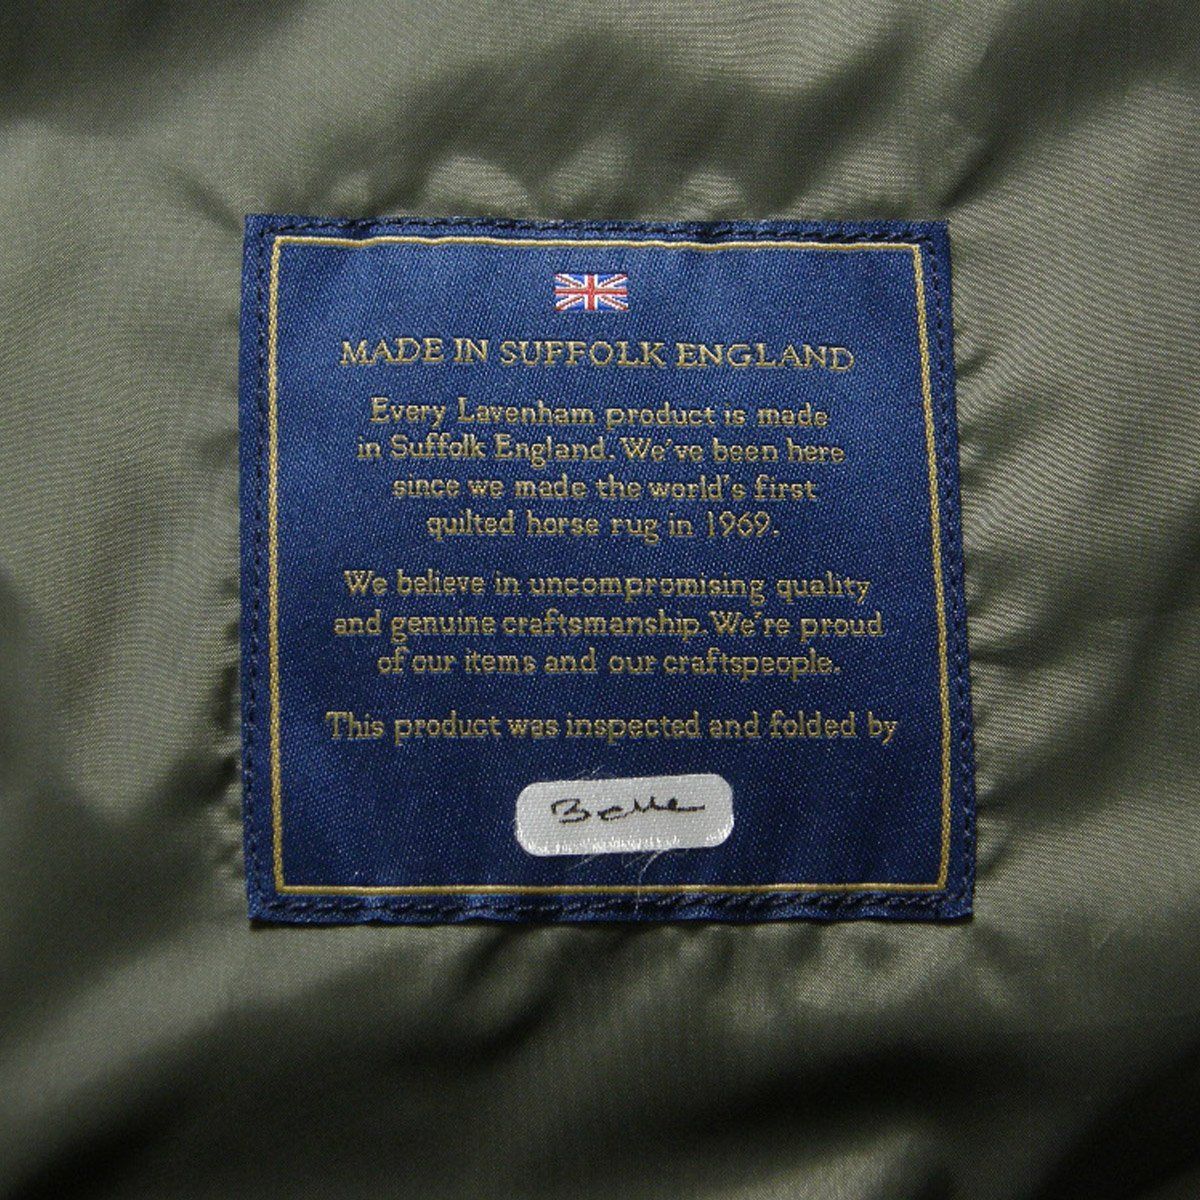 MADE IN SUFFOLK ENGLAND
Every Lavenham product is made
in Suffolk England. We've been here
since we made the world's first
quilted horse rug in 1969.
We believe in uncompromising quality
and genuine craftsmanship. We're proud
of our items and our craftspeople.
This product was inspected and folded by
Belle